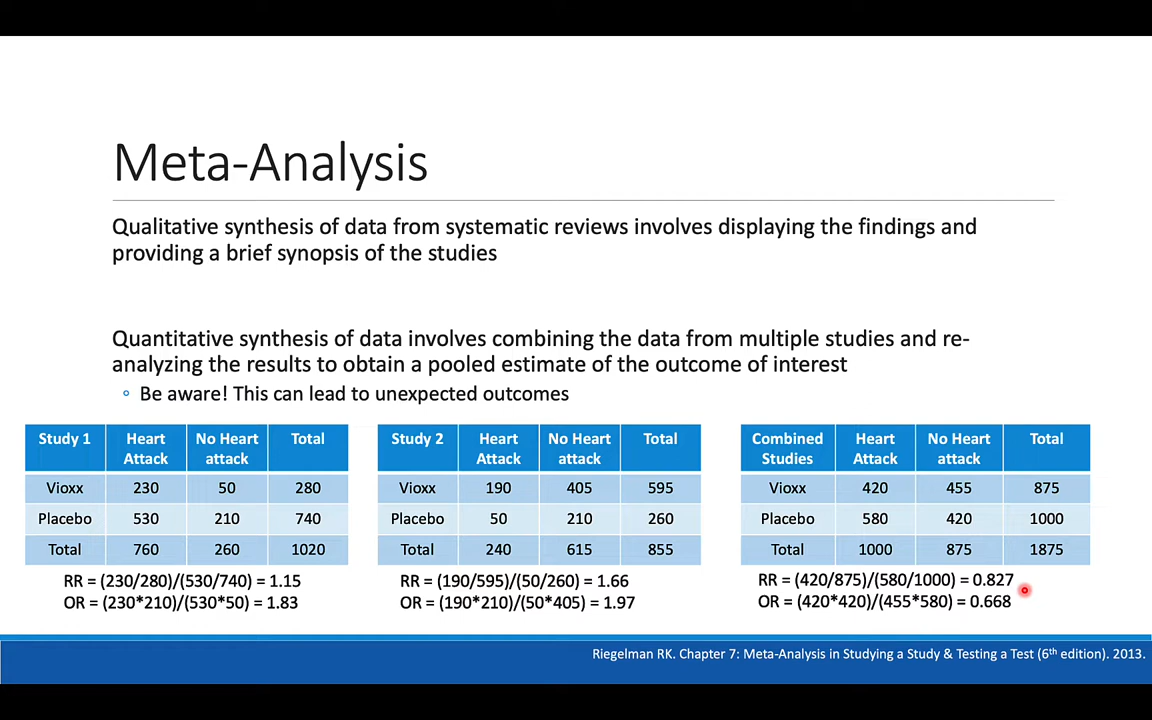 Meta-Analysis
Qualitative synthesis of data from systematic reviews involves displaying the findings and
providing a brief synopsis of the studies
Quantitative synthesis of data involves combining the data from multiple studies and re-
analyzing the results to obtain a pooled estimate of the outcome of interest
Be aware! This can lead to unexpected outcomes
Study 1 Heart Attack No Heart attack Total
Vioxx 230 50 280
Placebo 530 210 740
Total 760 260 1020
RR = (230/280)/(530/740) = 1.15
OR = (230*210)/(530*50) = 1.83
Study 2 Heart Attack No Heart attack Total
Vioxx 190 405 595
Placebo 50 210 260
Total 240 615 855
RR = (190/595)/(50/260) = 1.66
OR = (190*210)/(50*405) = 1.97
Combined Studies Heart Attack No Heart attack Total
Vioxx 420 455 875
Placebo 580 420 1000
Total 1000 875 1875
RR = (420/875)/(580/1000) = 0.827
OR = (420*420)/(455*580) = 0.668
Riegelman RK. Chapter 7: Meta-Analysis in Studying a Study & Testing a Test (6th edition). 2013.